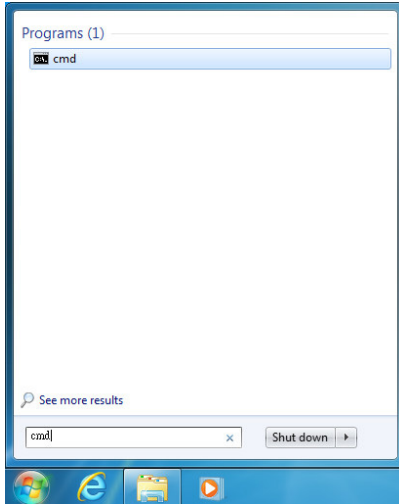 Programs (1)
C:\. cmd
See more results
cmd
Shut down